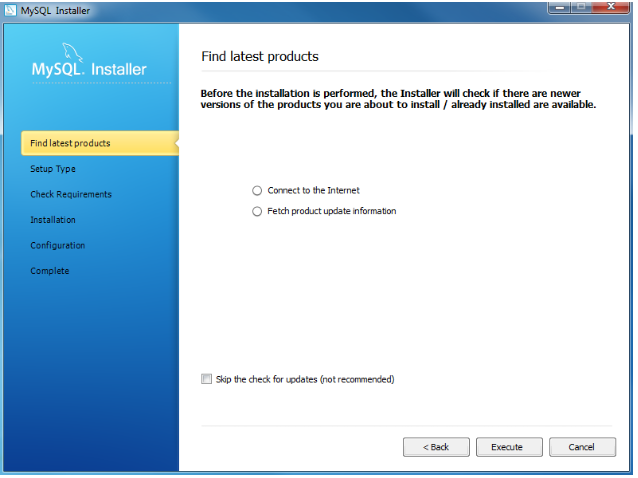 MySQL Installer
MySQL. Installer
Find latest products
Setup Type
Check Requirements
Installation
Configuration
Complete
Find latest products
Before the installation is performed, the Installer will check if there are newer
versions of the products you are about to install / already installed are available.
Connect to the Internet
Fetch product update information
Skip the check for updates (not recommended)
< Back
Execute
Cancel